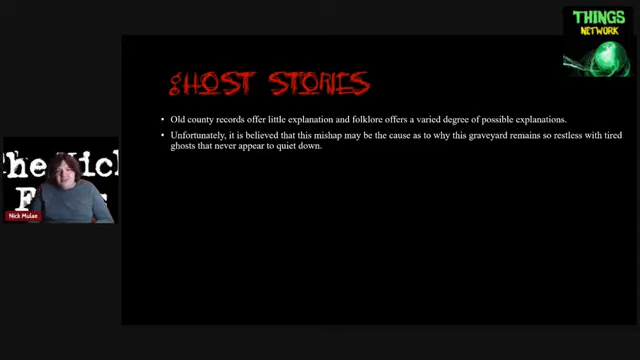 THINGS
NETWORK
gHOST STORIES
• Old county records offer little explanation and folklore offers a varied degree of possible explanations.
• Unfortunately, it is believed that this mishap may be the cause as to why this graveyard remains so restless with tired
ghosts that never appear to quiet down.
The Nick
Nick Mulae